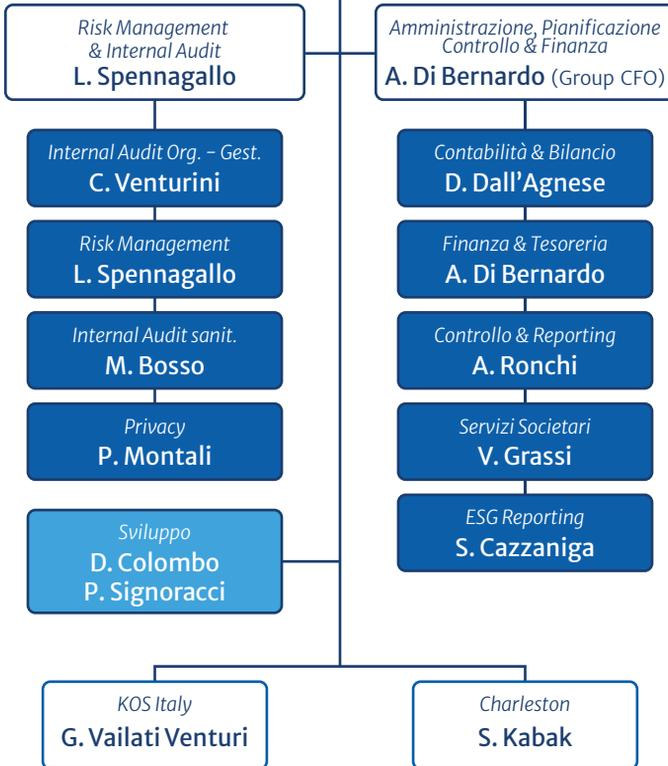 Risk Management
& Internal Audit
L. Spennagallo
Internal Audit Org. – Gest.
C. Venturini
Risk Management
L. Spennagallo
Internal Audit sanit.
M. Bosso
Privacy
P. Montali
Sviluppo
D. Colombo
P. Signoracci
Amministrazione, Pianificazione
Controllo & Finanza
A. Di Bernardo (Group CFO)
Contabilità & Bilancio
D. Dall’Agnese
Finanza & Tesoreria
A. Di Bernardo
Controllo & Reporting
A. Ronchi
Servizi Societari
V. Grassi
ESG Reporting
S. Cazzaniga
KOS Italy
G. Vailati Venturi
Charleston
S. Kabak